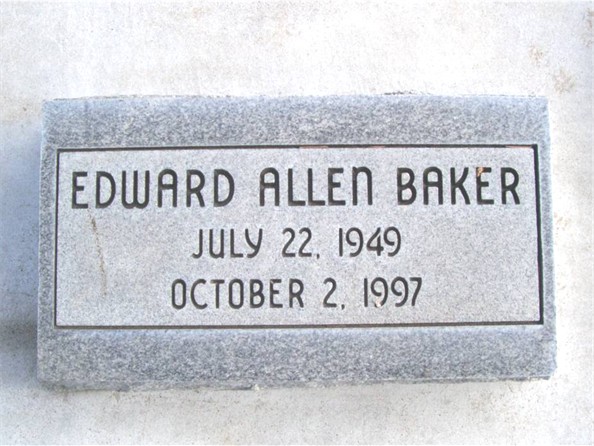 EDWARD ALLEN BAKER
JULY 22, 1949
OCTOBER 2, 1997